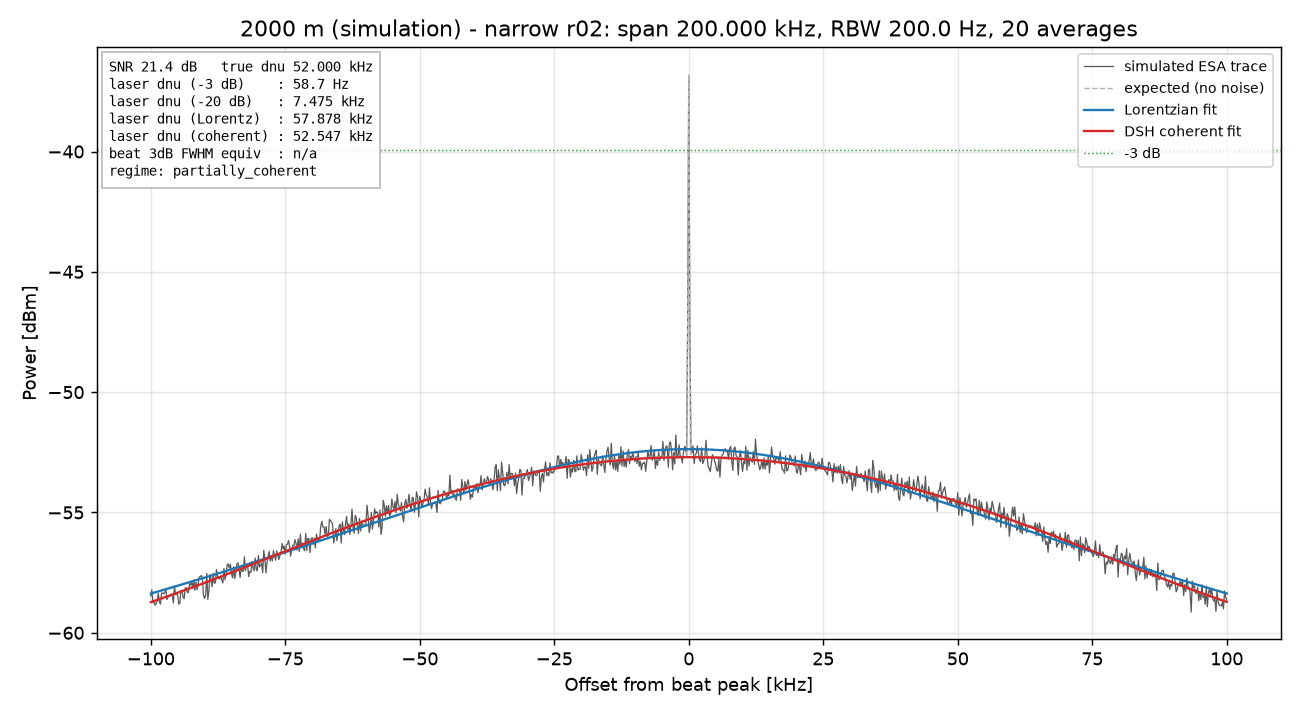 2000 m (simulation) - narrow r02: span 200.000 kHz, RBW 200.0 Hz, 20 averages
SNR 21.4 dB   true dnu 52.000 kHz
laser dnu (-3 dB)    : 58.7 Hz
laser dnu (-20 dB)   : 7.475 kHz
laser dnu (Lorentz)  : 57.878 kHz
laser dnu (coherent) : 52.547 kHz
beat 3dB FWHM equiv  : n/a
regime: partially_coherent
simulated ESA trace
expected (no noise)
Lorentzian fit
DSH coherent fit
-3 dB
Power [dBm]
−40
−45
−50
−55
−60
−100 −75 −50 −25 0 25 50 75 100
Offset from beat peak [kHz]